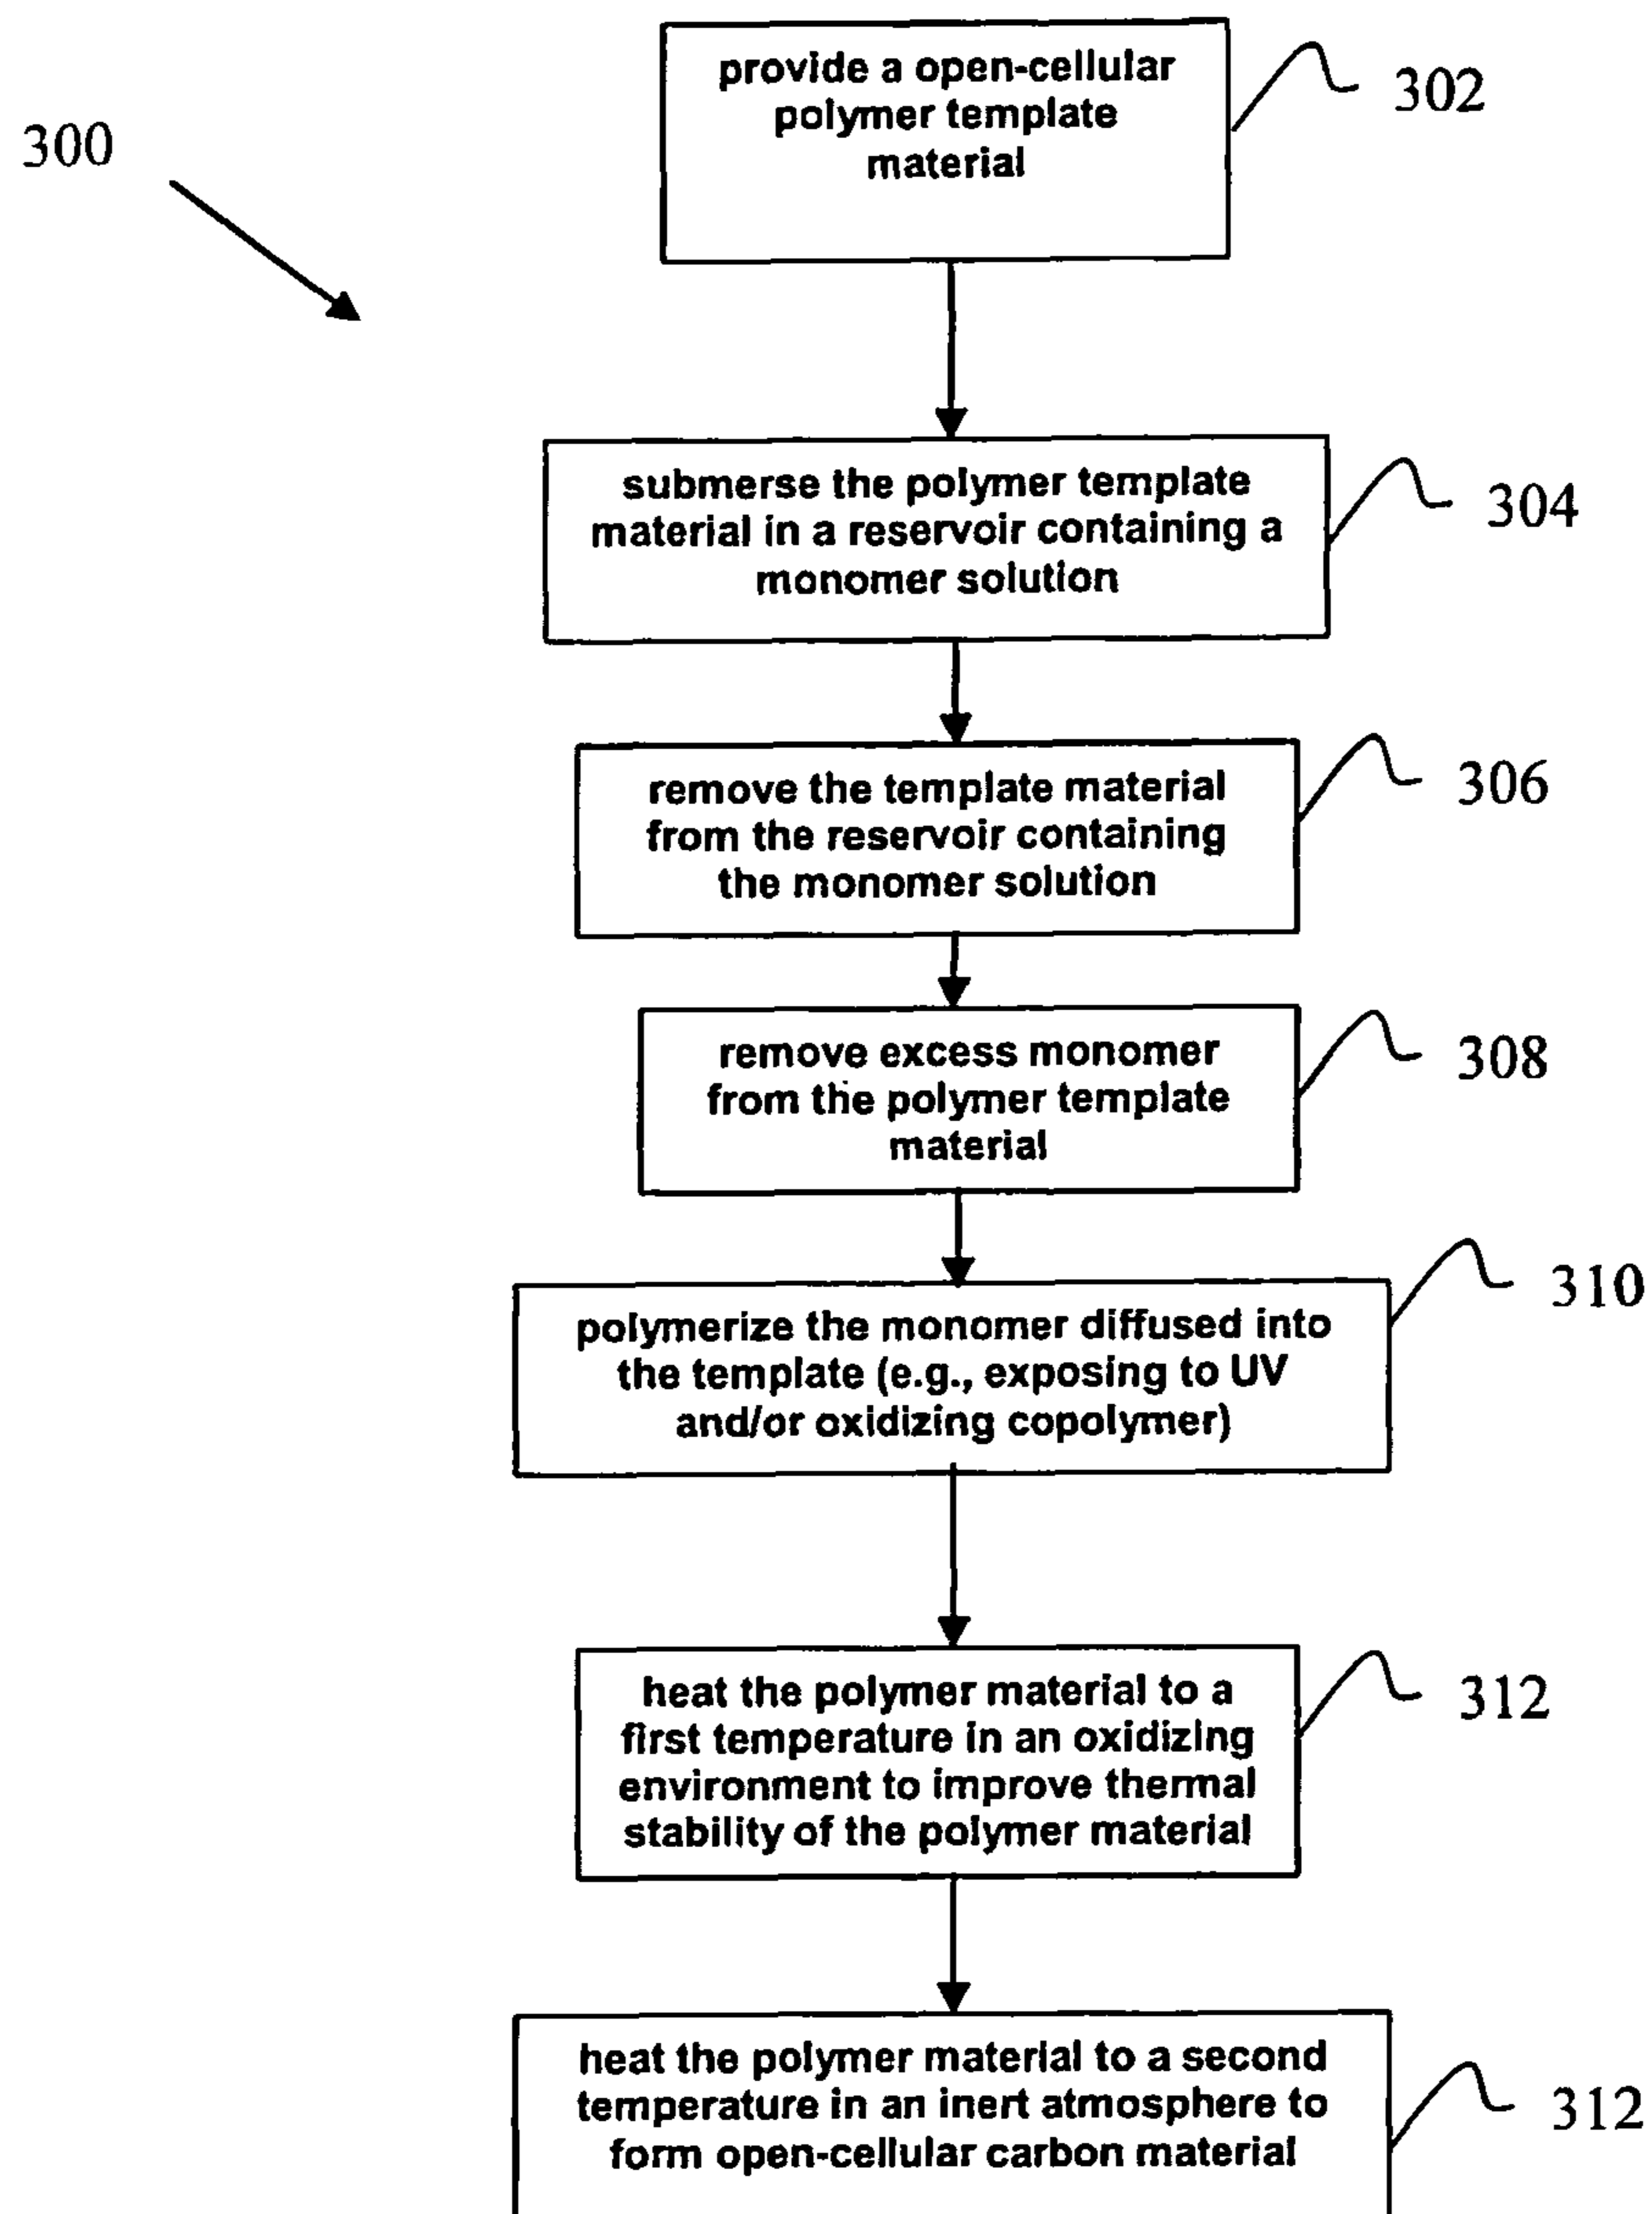 300
provide a open-cellular
polymer template
material
302
submerse the polymer template
material in a reservoir containing a
monomer solution
304
remove the template material
from the reservoir containing
the monomer solution
306
remove excess monomer
from the polymer template
material
308
polymerize the monomer diffused into
the template (e.g., exposing to UV
and/or oxidizing copolymer)
310
heat the polymer material to a
first temperature in an oxidizing
environment to improve thermal
stability of the polymer material
312
heat the polymer material to a second
temperature in an inert atmosphere to
form open-cellular carbon material
312